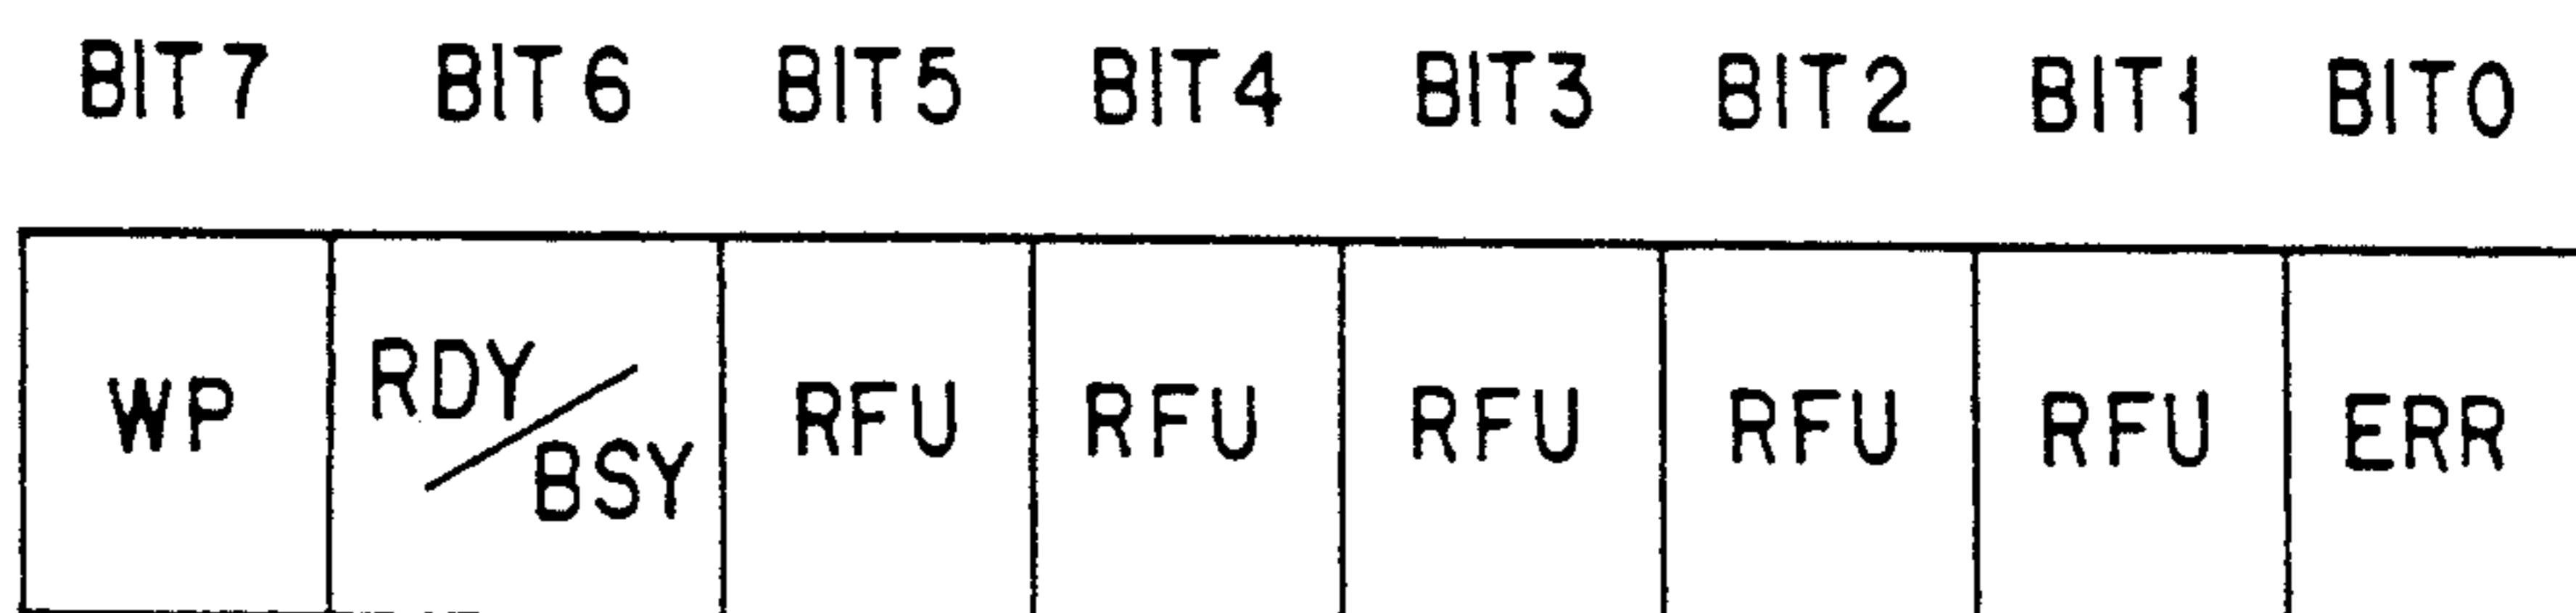 BIT7 BIT6 BIT5 BIT4 BIT3 BIT2 BIT1 BIT0
WP RDY/BSY RFU RFU RFU RFU RFU ERR